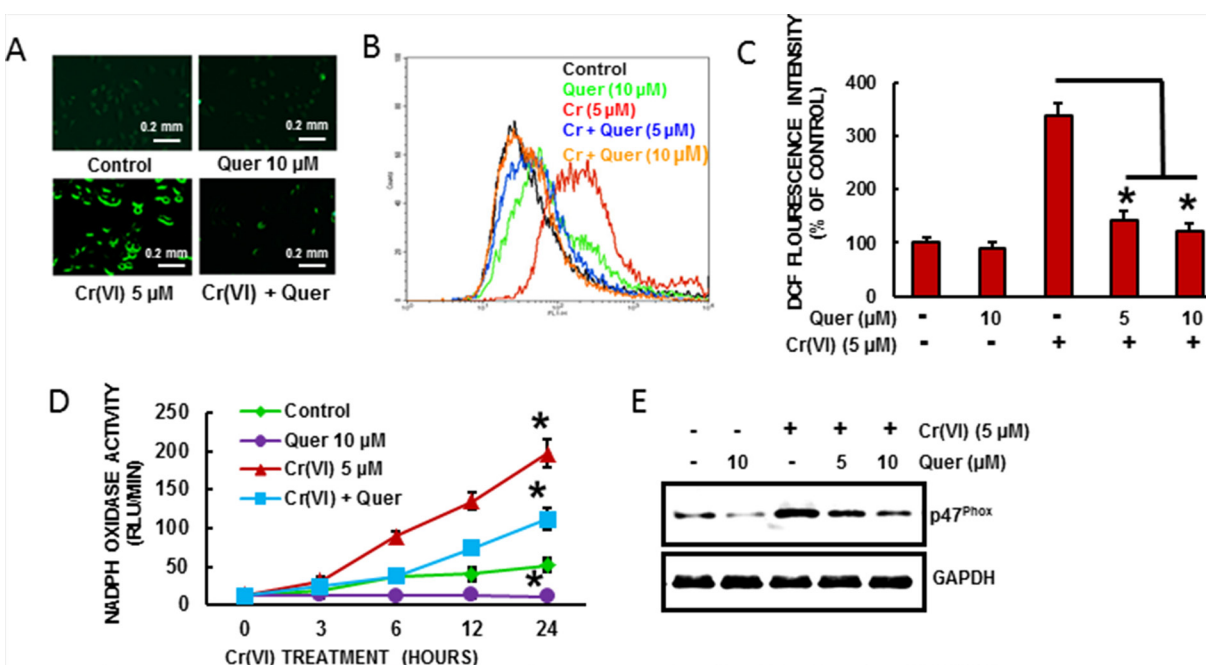 A
0.2 mm
0.2 mm
Control
Quer 10 µM
0.2 mm
0.2 mm
Cr(VI) 5 µM
Cr(VI) + Quer
B
Control
Quer (10 µM)
Cr (5 µM)
Cr + Quer (5 µM)
Cr + Quer (10 µM)
Count
C
DCF FLOURESCENCE INTENSITY
(% OF CONTROL)
400
300
200
100
0
Quer (µM) - 10 - 5 10
Cr(VI) (5 µM) - - + + +
* *
D
NADPH OXIDASE ACTIVITY
(RLU/MIN)
250
200
150
100
50
0
Control
Quer 10 µM
Cr(VI) 5 µM
Cr(VI) + Quer
*
*
*
0 3 6 12 24
Cr(VI) TREATMENT (HOURS)
E
- - + + + Cr(VI) (5 µM)
- 10 - 5 10 Quer (µM)
p47Phox
GAPDH